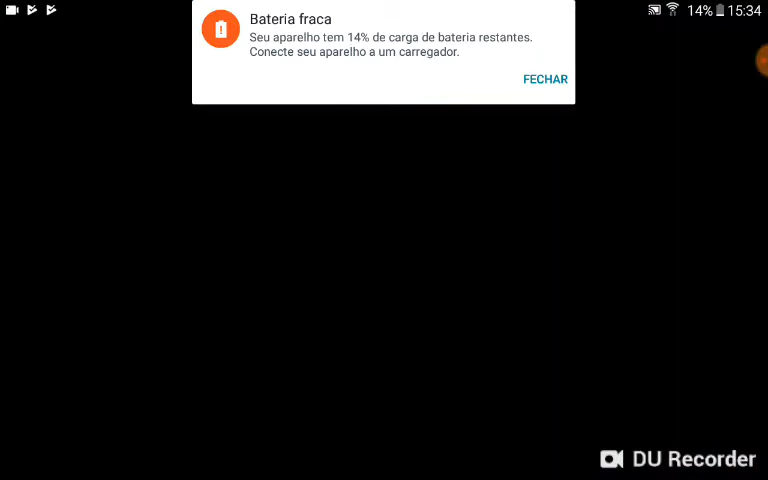 14% 15:34
Bateria fraca
Seu aparelho tem 14% de carga de bateria restantes.
Conecte seu aparelho a um carregador.
FECHAR
DU Recorder